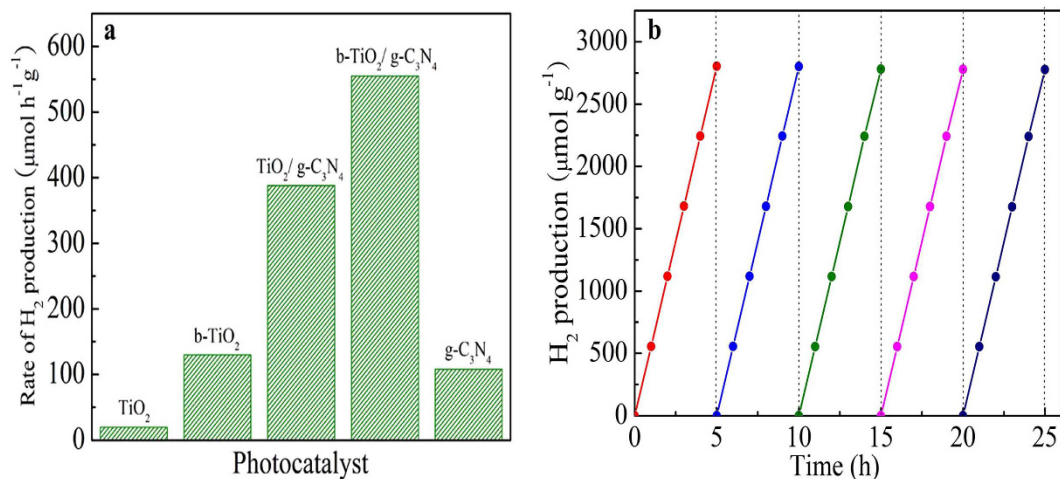 a
Rate of H₂ production (μmol h⁻¹ g⁻¹)
600
500
400
300
200
100
0
TiO₂
b-TiO₂
TiO₂/ g-C₃N₄
b-TiO₂/ g-C₃N₄
g-C₃N₄
Photocatalyst
b
H₂ production (μmol g⁻¹)
3000
2500
2000
1500
1000
500
0
0 5 10 15 20 25
Time (h)